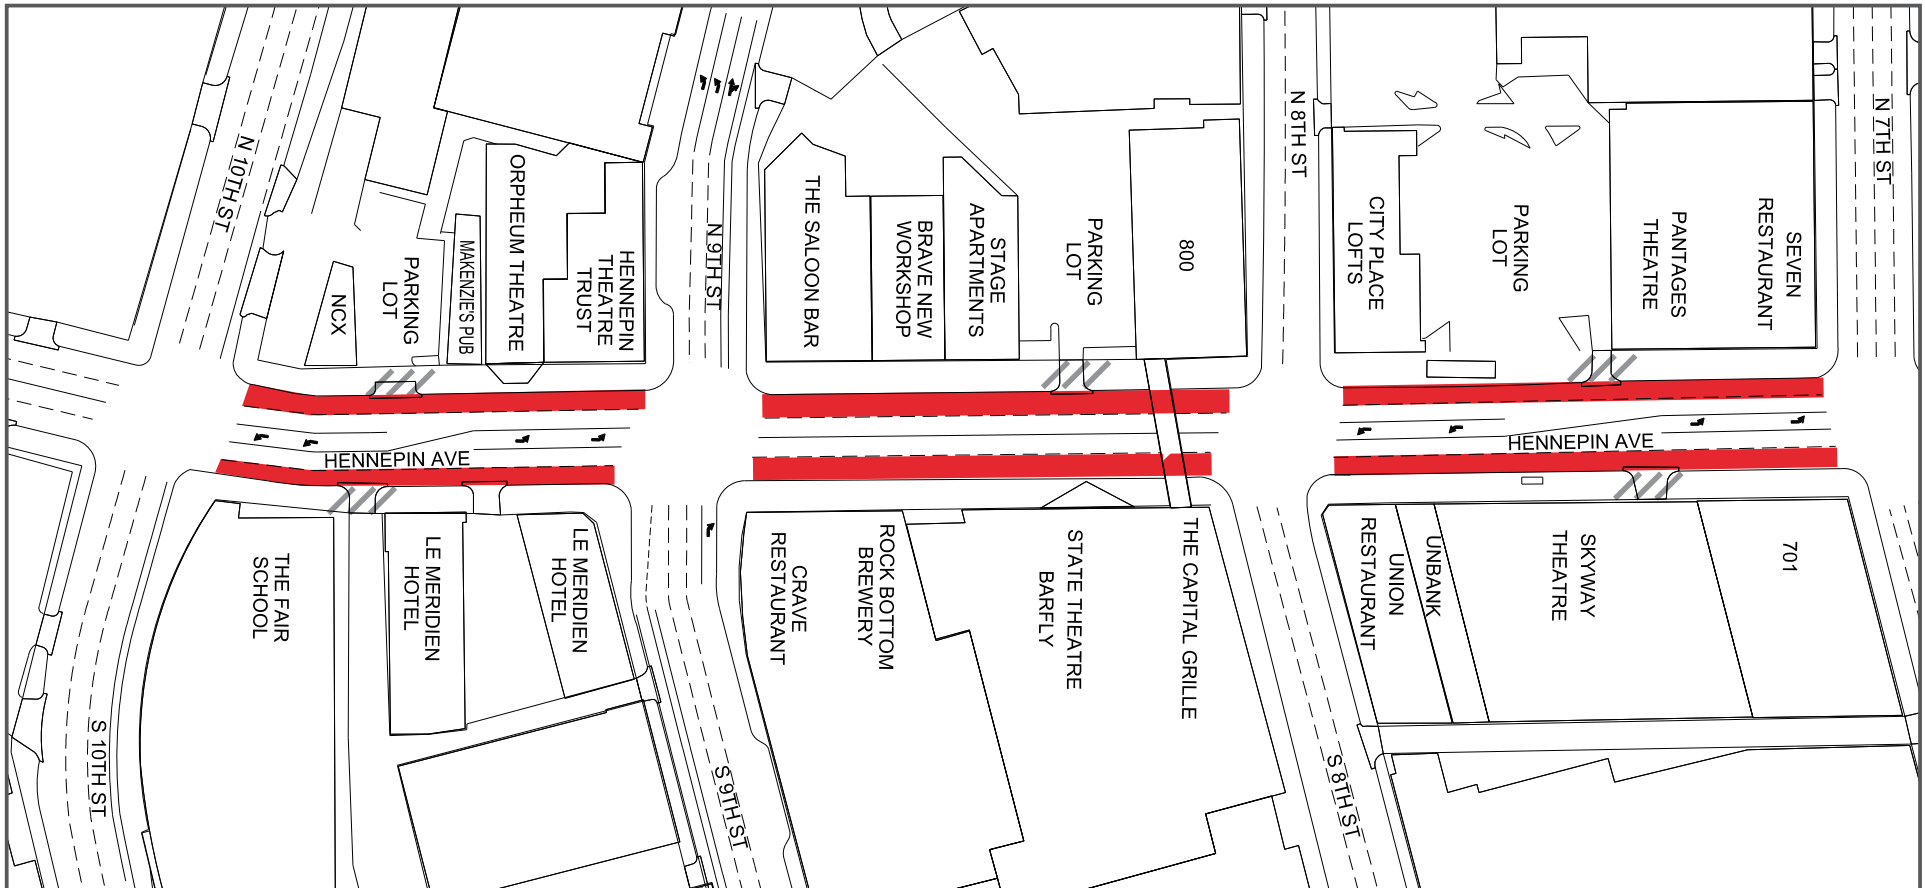 N 10TH ST
NCX
PARKING
LOT
MAKENZIE'S PUB
ORPHEUM THEATRE
HENNEPIN
THEATRE
TRUST
N 9TH ST
THE SALOON BAR
BRAVE NEW
WORKSHOP
STAGE
APARTMENTS
PARKING
LOT
800
N 8TH ST
CITY PLACE
LOFTS
PARKING
LOT
PANTAGES
THEATRE
SEVEN
RESTAURANT
N 7TH ST
HENNEPIN AVE
HENNEPIN AVE
S 10TH ST
THE FAIR
SCHOOL
LE MERIDIEN
HOTEL
LE MERIDIEN
HOTEL
S 9TH ST
CRAVE
RESTAURANT
ROCK BOTTOM
BREWERY
STATE THEATRE
BARFLY
THE CAPITAL GRILLE
S 8TH ST
UNION
RESTAURANT
UNBANK
SKYWAY
THEATRE
701